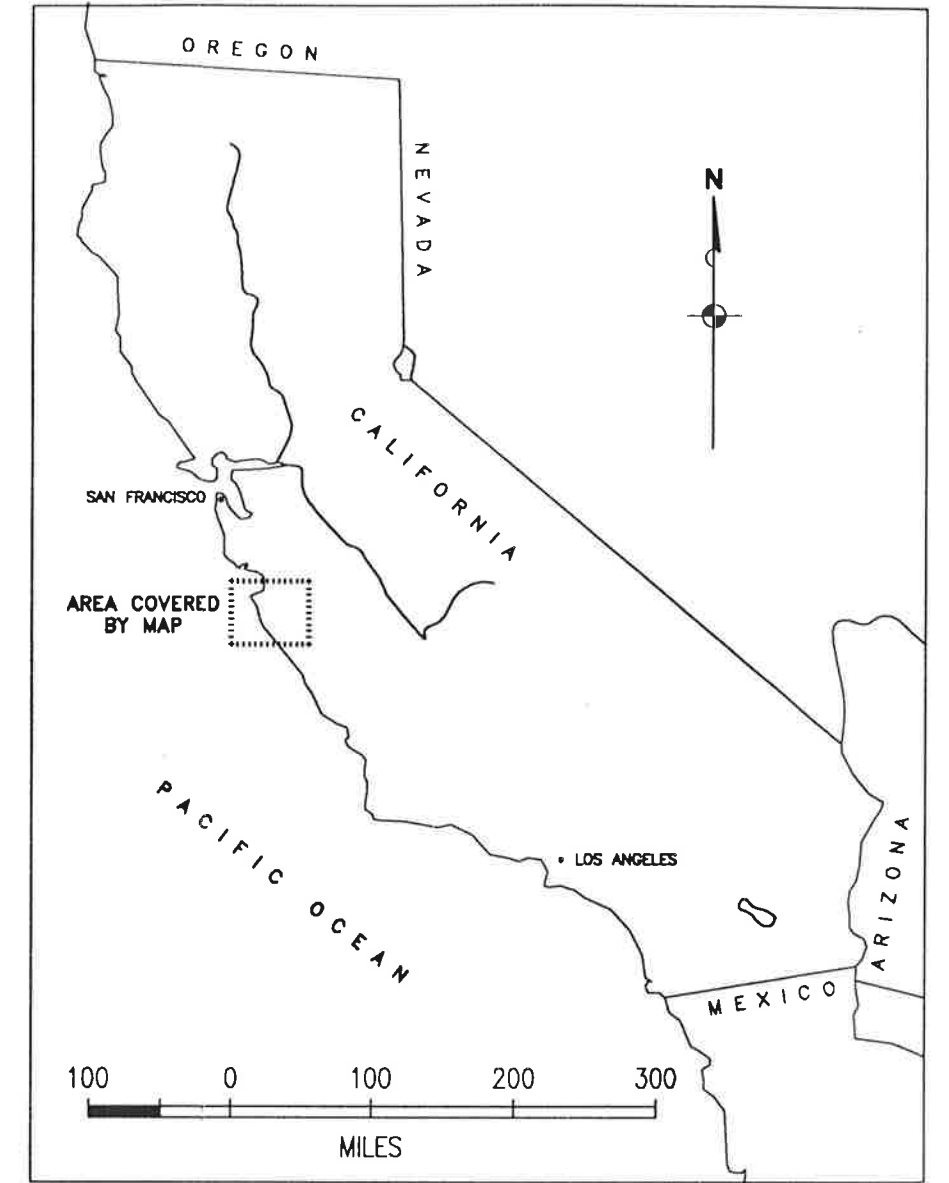 OREGON
NEVADA
N
CALIFORNIA
SAN FRANCISCO
AREA COVERED
BY MAP
PACIFIC OCEAN
LOS ANGELES
ARIZONA
MEXICO
100 0 100 200 300
MILES